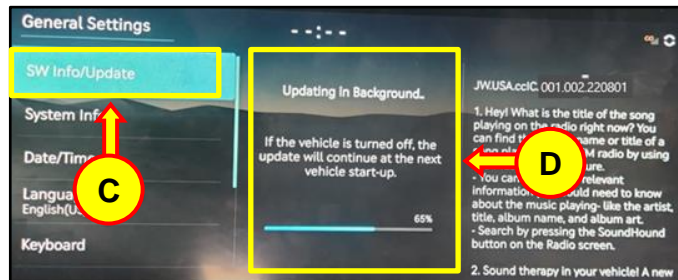 General Settings
--:--
SW Info/Update
System Inf
Date/Tim
Langua
English(U
Keyboard
C
Updating in Background..
If the vehicle is turned off, the
update will continue at the next
vehicle start-up.
65%
D
JW.USA.ccIC.001.002.220801
1. Hey! What is the title of the song
playing on the radio right now? You
can find th name or title of a
M radio by using
ure.
- You can relevant
information ould need to know
about the music playing- like the artist,
title, album name, and album art.
- Search by pressing the SoundHound
button on the Radio screen.
2. Sound therapy in your vehicle! A new